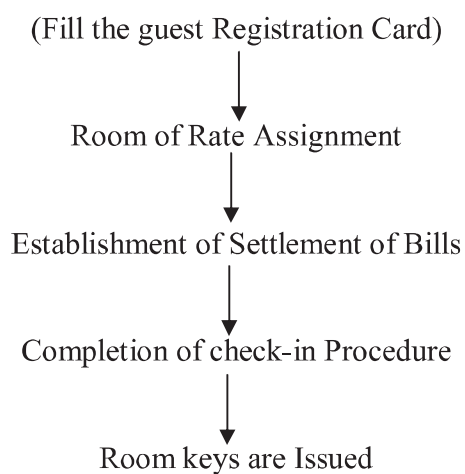 (Fill the guest Registration Card)
Room of Rate Assignment
Establishment of Settlement of Bills
Completion of check-in Procedure
Room keys are Issued